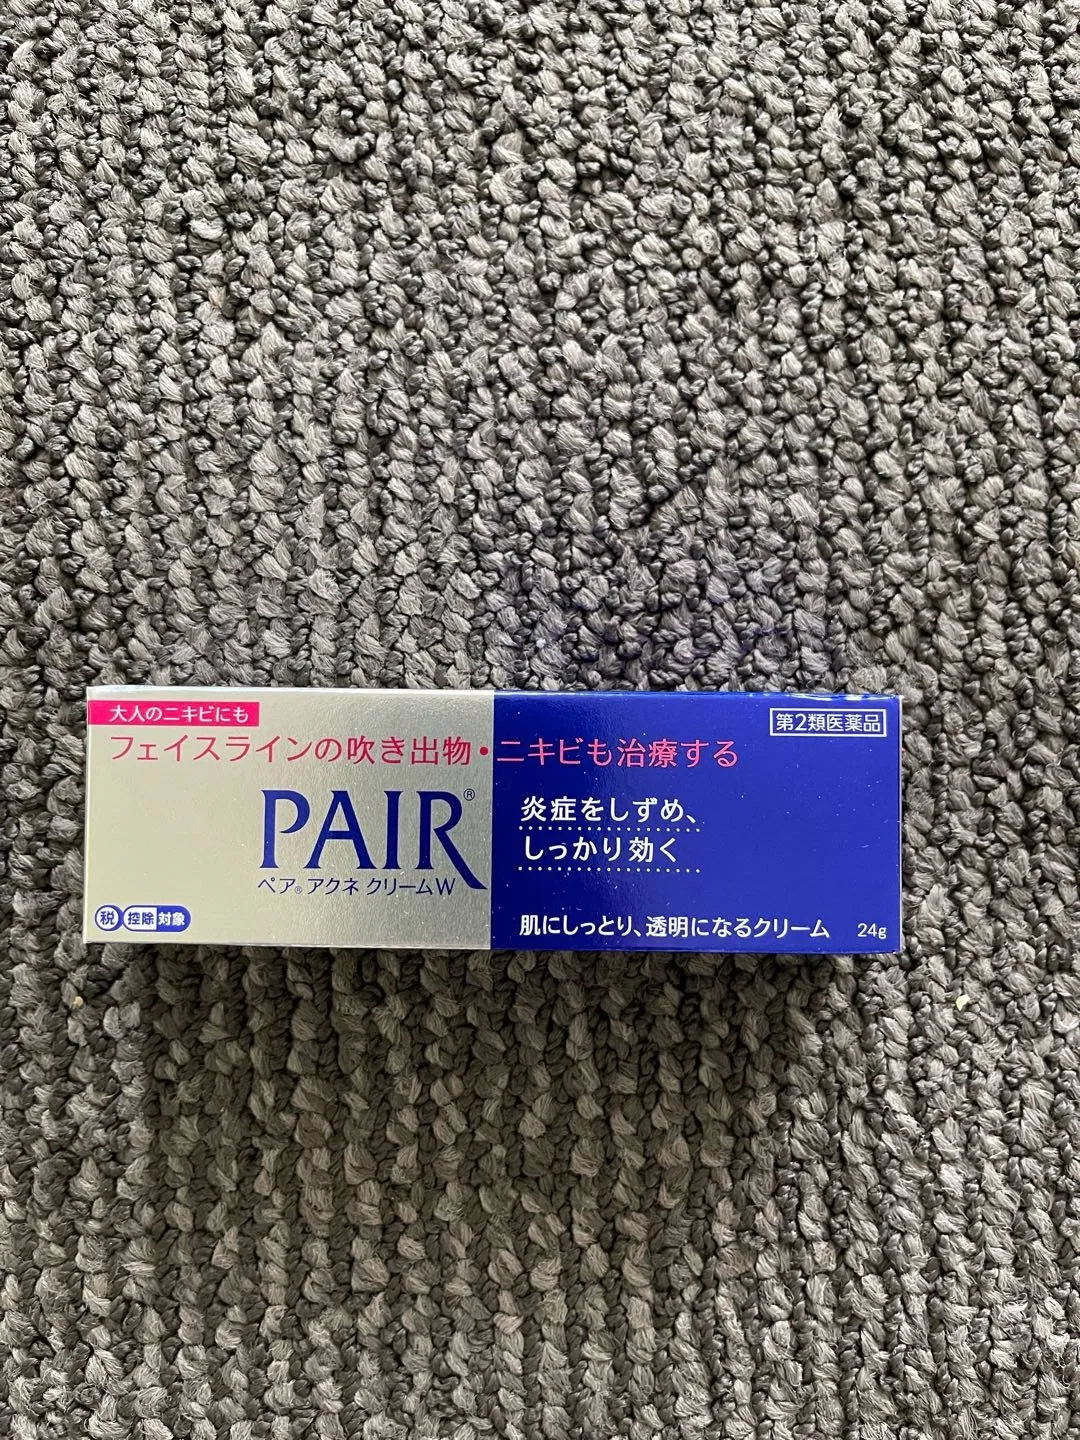 大人のニキビにも
第2類医薬品
フェイスラインの吹き出物・ニキビも治療する
PAIR®
ペア®アクネ クリームW
炎症をしずめ、
しっかり効く
税 控除対象
肌にしっとり、透明になるクリーム 24g